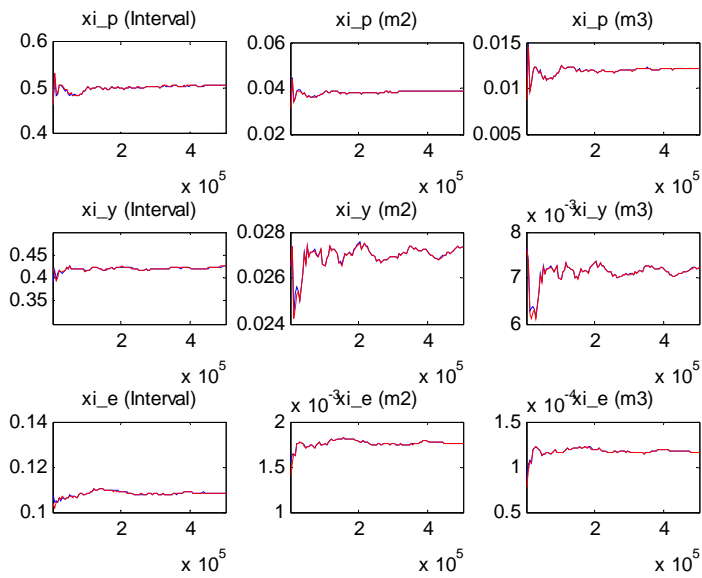 xi_p (Interval)
xi_p (m2)
xi_p (m3)
0.6
0.5
0.4
2
4
x 10^5
0.06
0.04
0.02
2
4
x 10^5
0.015
0.01
0.005
2
4
x 10^5
xi_y (Interval)
xi_y (m2)
x 10^-3
xi_y (m3)
0.45
0.4
0.35
2
4
x 10^5
0.028
0.026
0.024
2
4
x 10^5
8
7
6
2
4
x 10^5
xi_e (Interval)
x 10^-3
xi_e (m2)
x 10^-4
xi_e (m3)
0.14
0.12
0.1
2
4
x 10^5
2
1.5
1
2
4
x 10^5
1.5
1
0.5
2
4
x 10^5